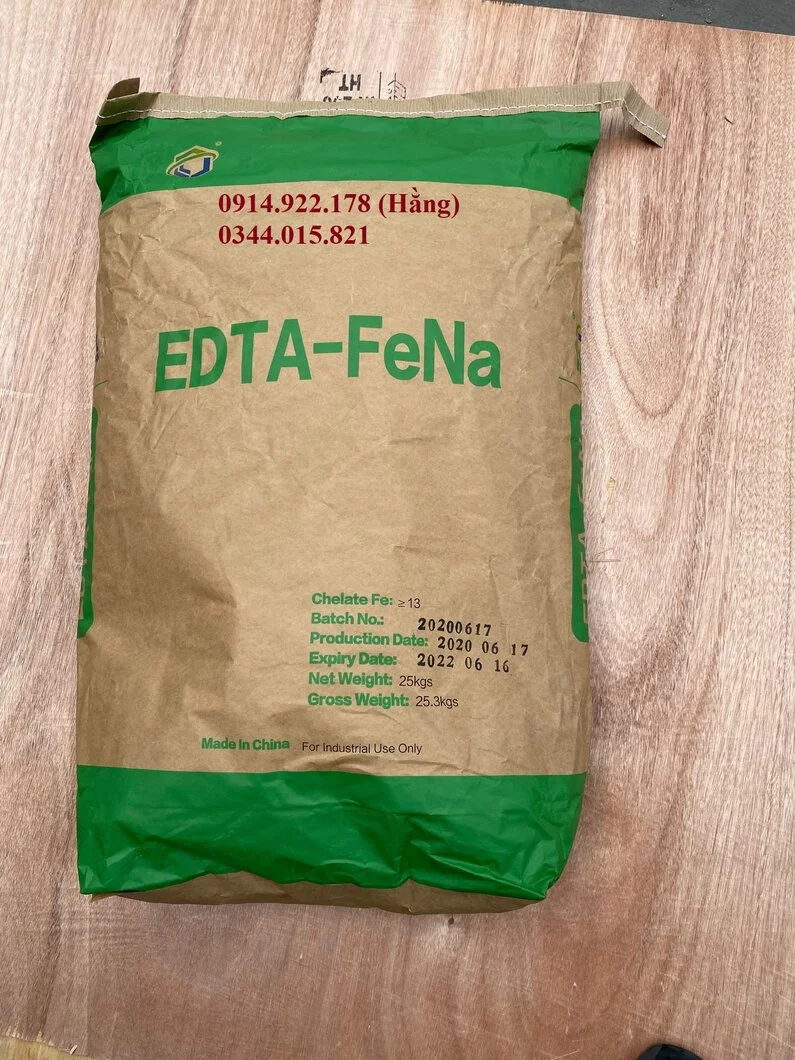 HT
0914.922.178 (Hằng)
0344.015.821
EDTA-FeNa
Chelate Fe: ≥13
Batch No.: 20200617
Production Date: 2020 06 17
Expiry Date: 2022 06 16
Net Weight: 25kgs
Gross Weight: 25.3kgs
Made In China For Industrial Use Only